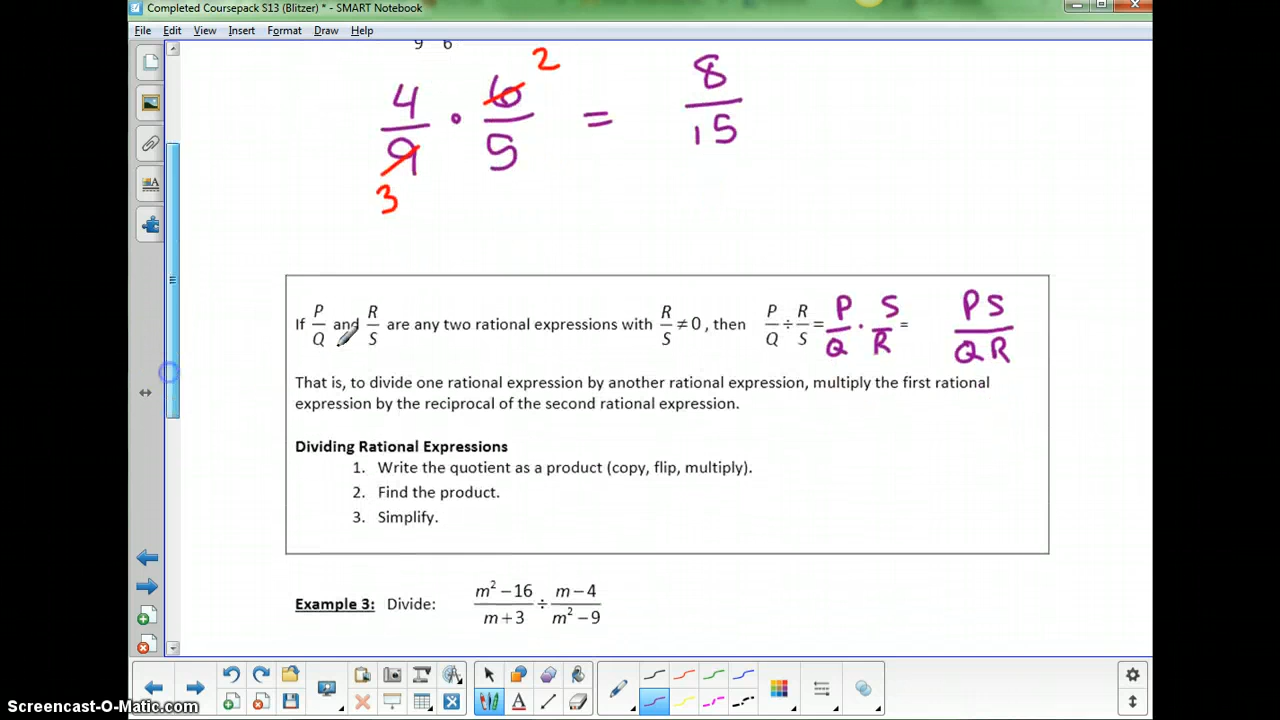 Completed Coursepack S13 (Blitzer) * - SMART Notebook
File Edit View Insert Format Draw Help
9 6
4/9 · 6/5 = 8/15
2
3
If P/Q and R/S are any two rational expressions with R/S ≠ 0 , then P/Q ÷ R/S = P/Q · S/R = PS/QR
That is, to divide one rational expression by another rational expression, multiply the first rational
expression by the reciprocal of the second rational expression.
Dividing Rational Expressions
1. Write the quotient as a product (copy, flip, multiply).
2. Find the product.
3. Simplify.
Example 3: Divide: m² − 16/m + 3 ÷ m − 4/m² − 9
Screencast-O-Matic.com